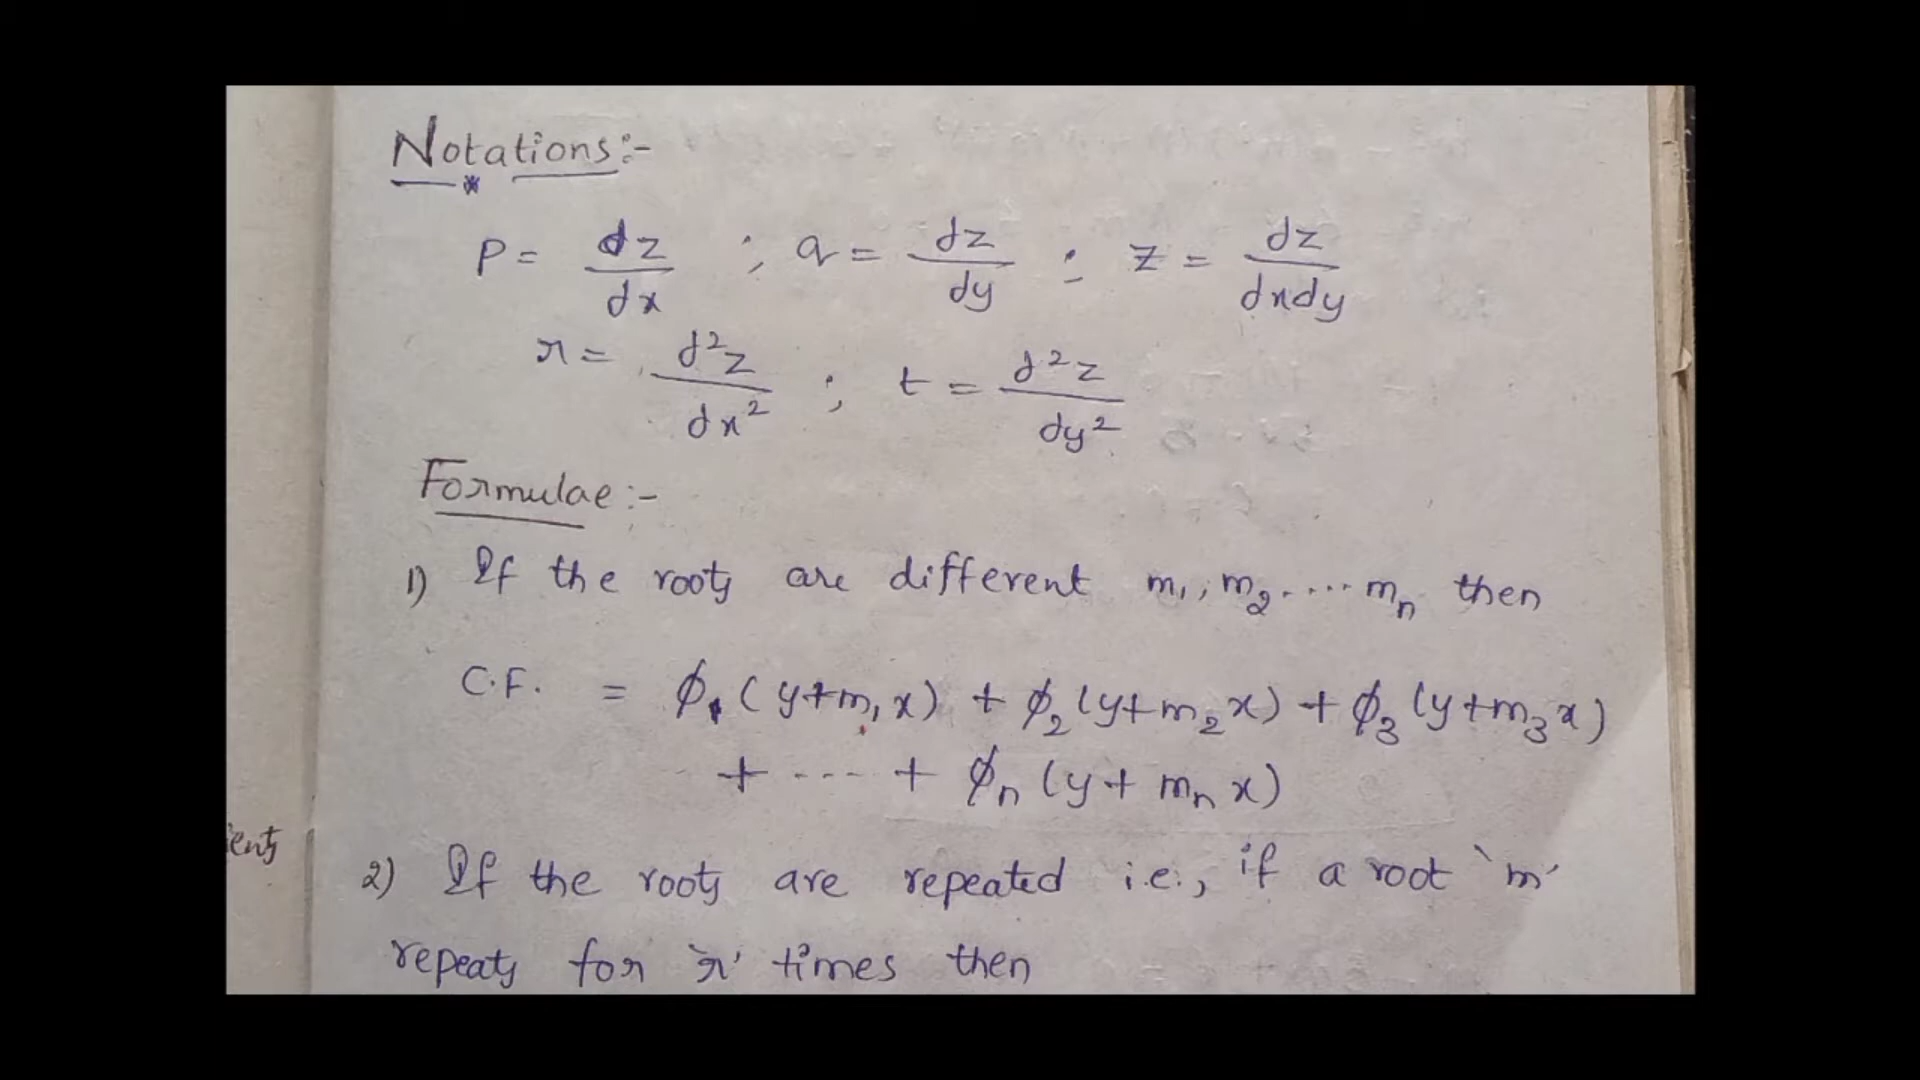 Notations:-
p = dz/dx ; q = dz/dy ; z = dz/dxdy
r = d²z/dx² ; t = d²z/dy²
Formulae:-
1) If the roots are different m₁, m₂ .... mₙ then
C.F. = ϕ₁(y+m₁x) + ϕ₂(y+m₂x) + ϕ₃(y+m₃x)
+ ---- + ϕₙ(y+mₙx)
2) If the roots are repeated i.e., if a root 'm'
repeats for 'r' times then